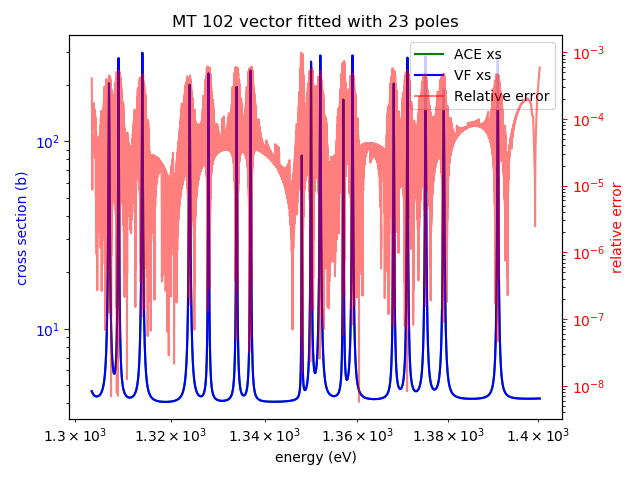 MT 102 vector fitted with 23 poles
ACE xs
VF xs
Relative error
10²
10¹
cross section (b)
10⁻³
10⁻⁴
10⁻⁵
10⁻⁶
10⁻⁷
10⁻⁸
relative error
1.3 × 10³ 1.32 × 10³ 1.34 × 10³ 1.36 × 10³ 1.38 × 10³ 1.4 × 10³
energy (eV)